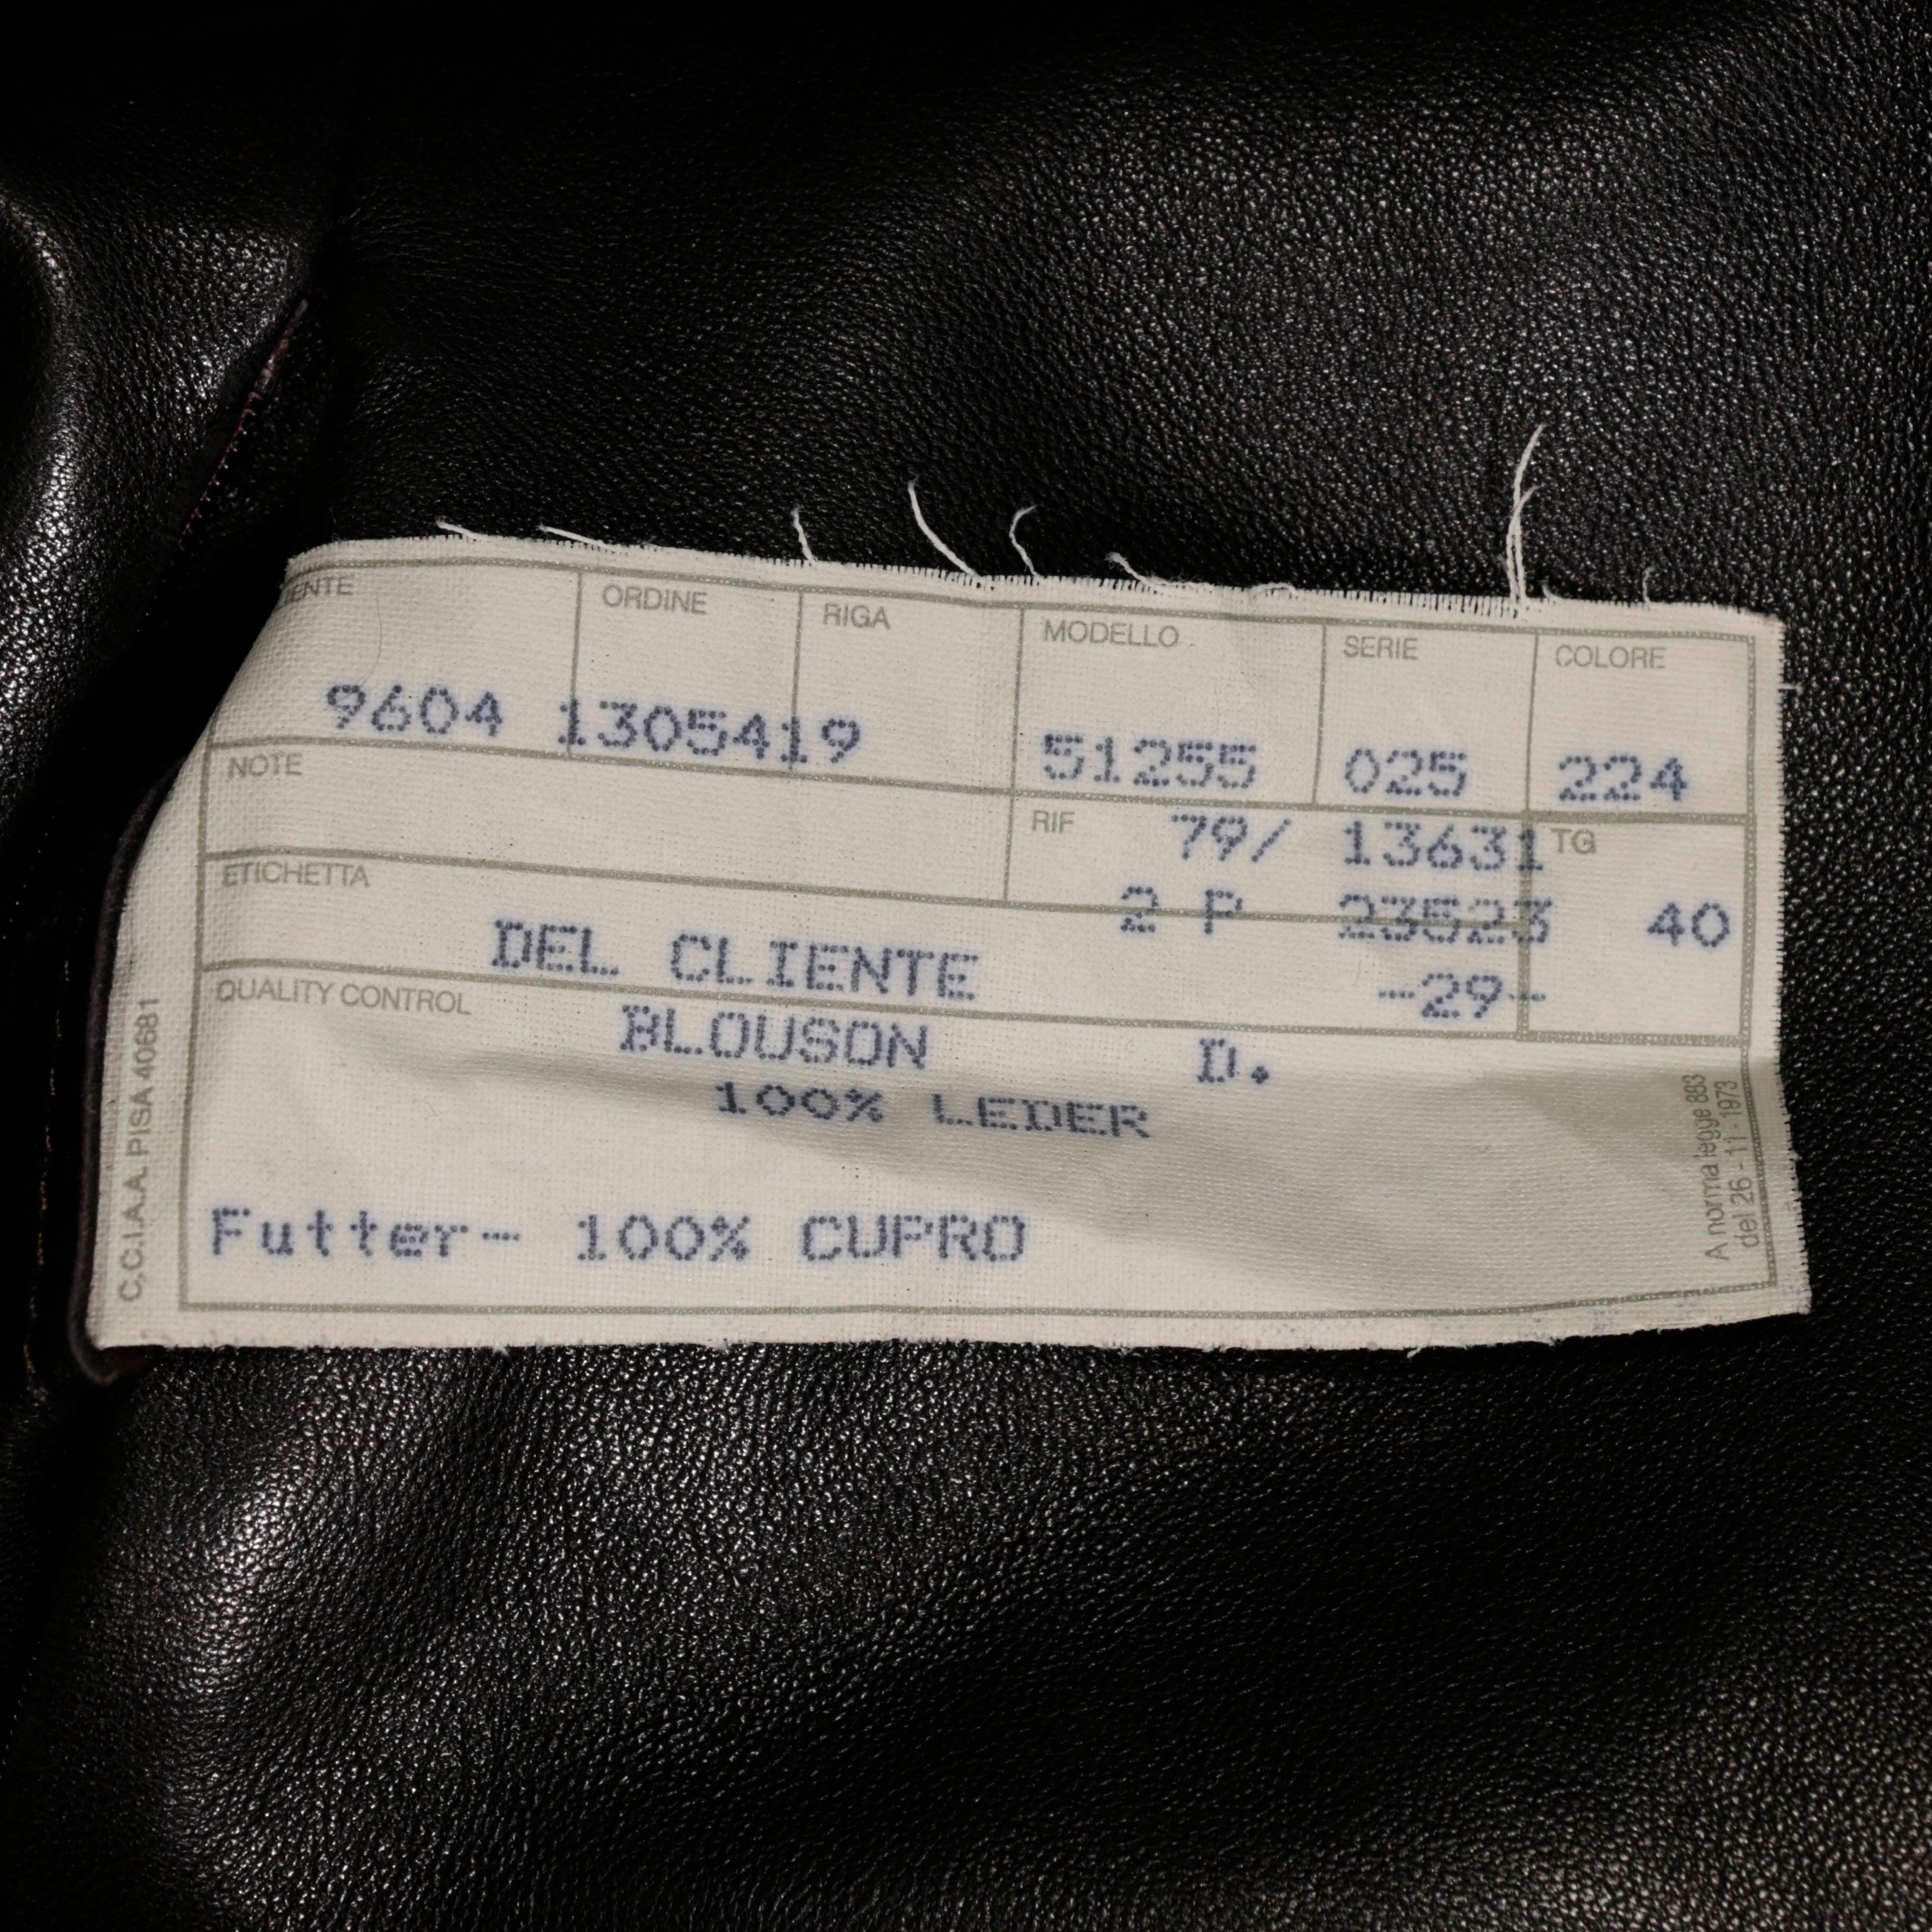 ENTE ORDINE RIGA MODELLO SERIE COLORE
9604 1305419 51255 025 224
NOTE RIF 79/ 13631 TG
ETICHETTA 2 P 23523 40
DEL CLIENTE -29-
QUALITY CONTROL
BLOUSON D.
100% LEDER
Futter- 100% CUPRO
C.C.I.A.A. PISA 40681
A norma legge 883
del 26 - 11 - 1973